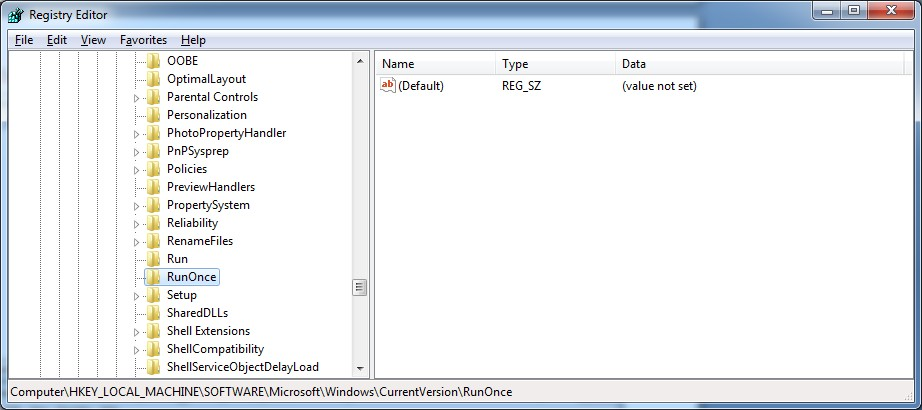 Registry Editor
File Edit View Favorites Help
OOBE
OptimalLayout
Parental Controls
Personalization
PhotoPropertyHandler
PnPSysprep
Policies
PreviewHandlers
PropertySystem
Reliability
RenameFiles
Run
RunOnce
Setup
SharedDLLs
Shell Extensions
ShellCompatibility
ShellServiceObjectDelayLoad
Name Type Data
ab (Default) REG_SZ (value not set)
Computer\HKEY_LOCAL_MACHINE\SOFTWARE\Microsoft\Windows\CurrentVersion\RunOnce